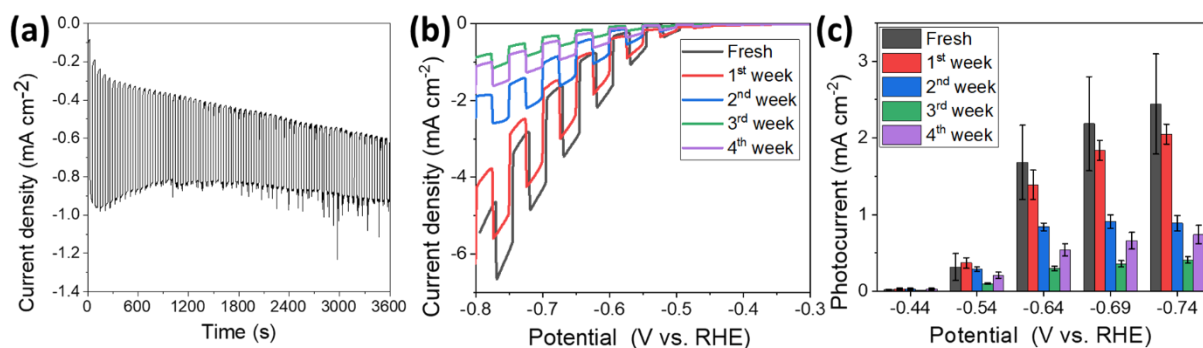 (a)
Current density (mA cm⁻²)
0.0
-0.2
-0.4
-0.6
-0.8
-1.0
-1.2
-1.4
0 600 1200 1800 2400 3000 3600
Time (s)
(b)
Current density (mA cm⁻²)
0
-2
-4
-6
Fresh
1st week
2nd week
3rd week
4th week
-0.8 -0.7 -0.6 -0.5 -0.4 -0.3
Potential (V vs. RHE)
(c)
Photocurrent (mA cm⁻²)
3
2
1
0
Fresh
1st week
2nd week
3rd week
4th week
-0.44 -0.54 -0.64 -0.69 -0.74
Potential (V vs. RHE)